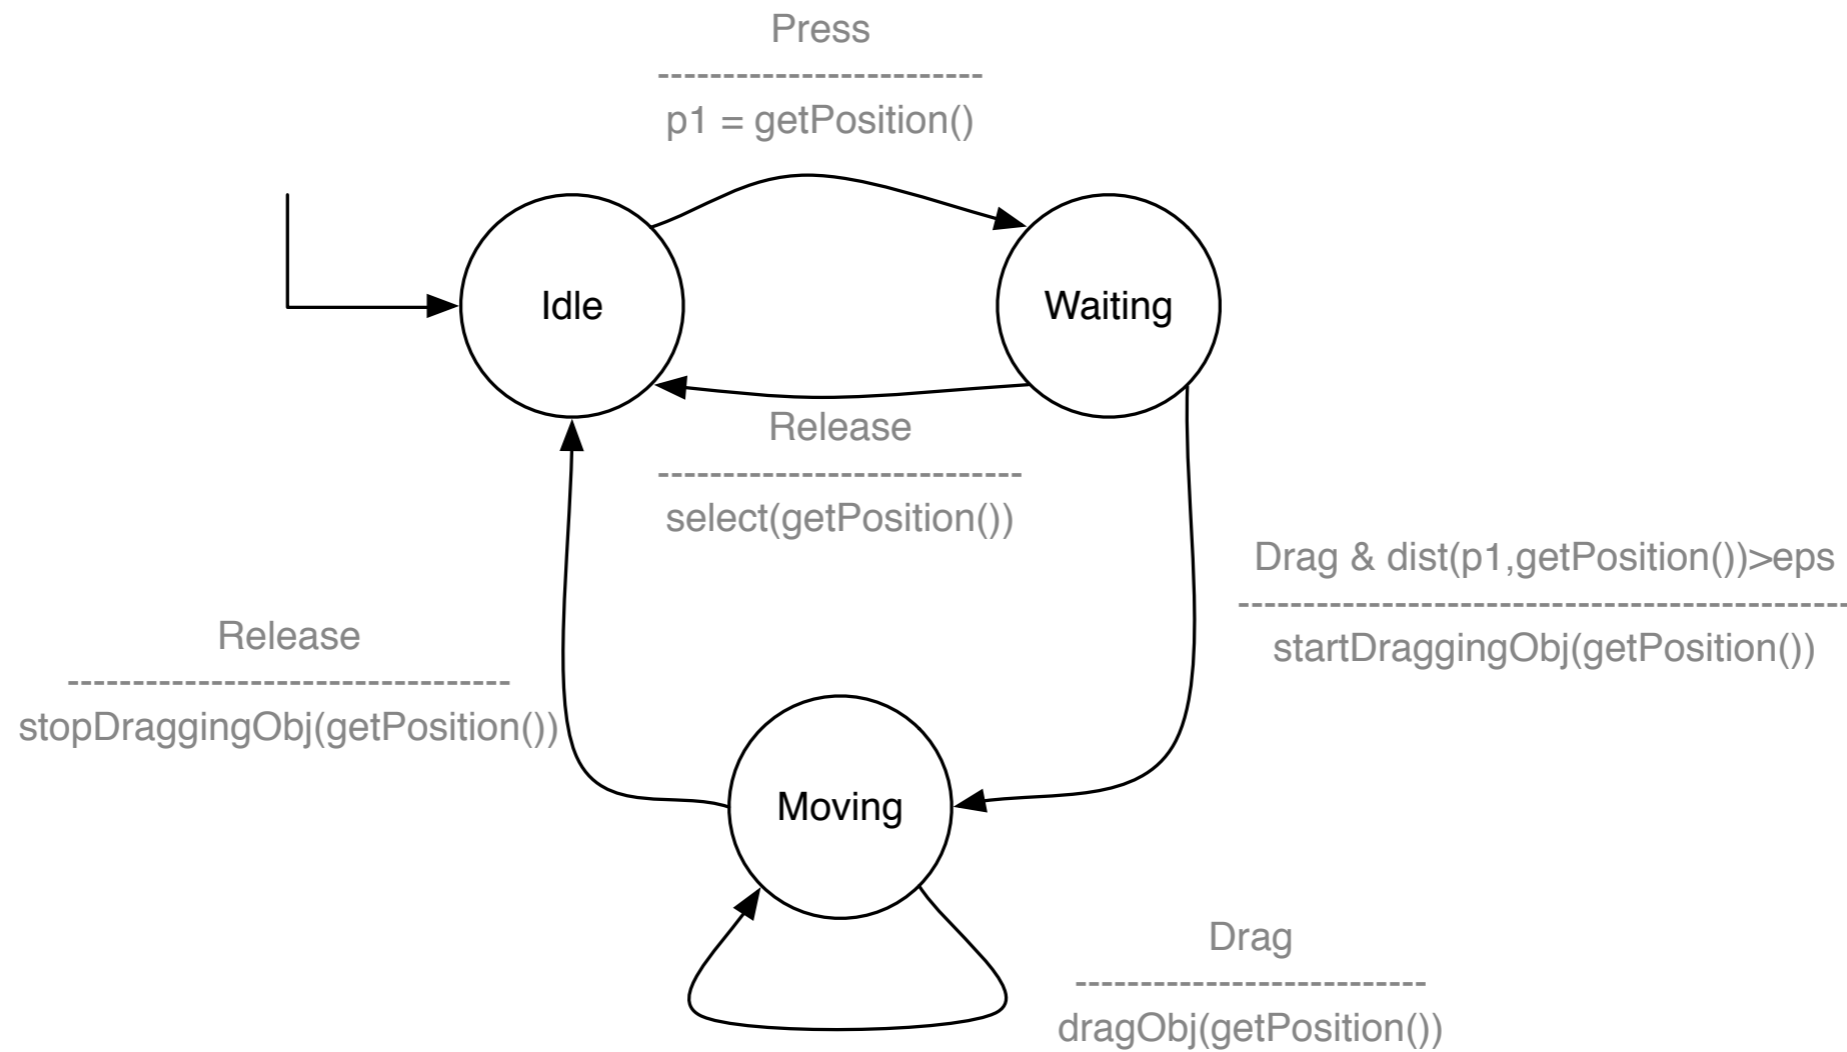 Press
-------------------------
p1 = getPosition()
Idle
Waiting
Release
----------------------------
select(getPosition())
Drag & dist(p1,getPosition())>eps
-----------------------------------------------
startDraggingObj(getPosition())
Release
----------------------------------
stopDraggingObj(getPosition())
Moving
Drag
---------------------------
dragObj(getPosition())